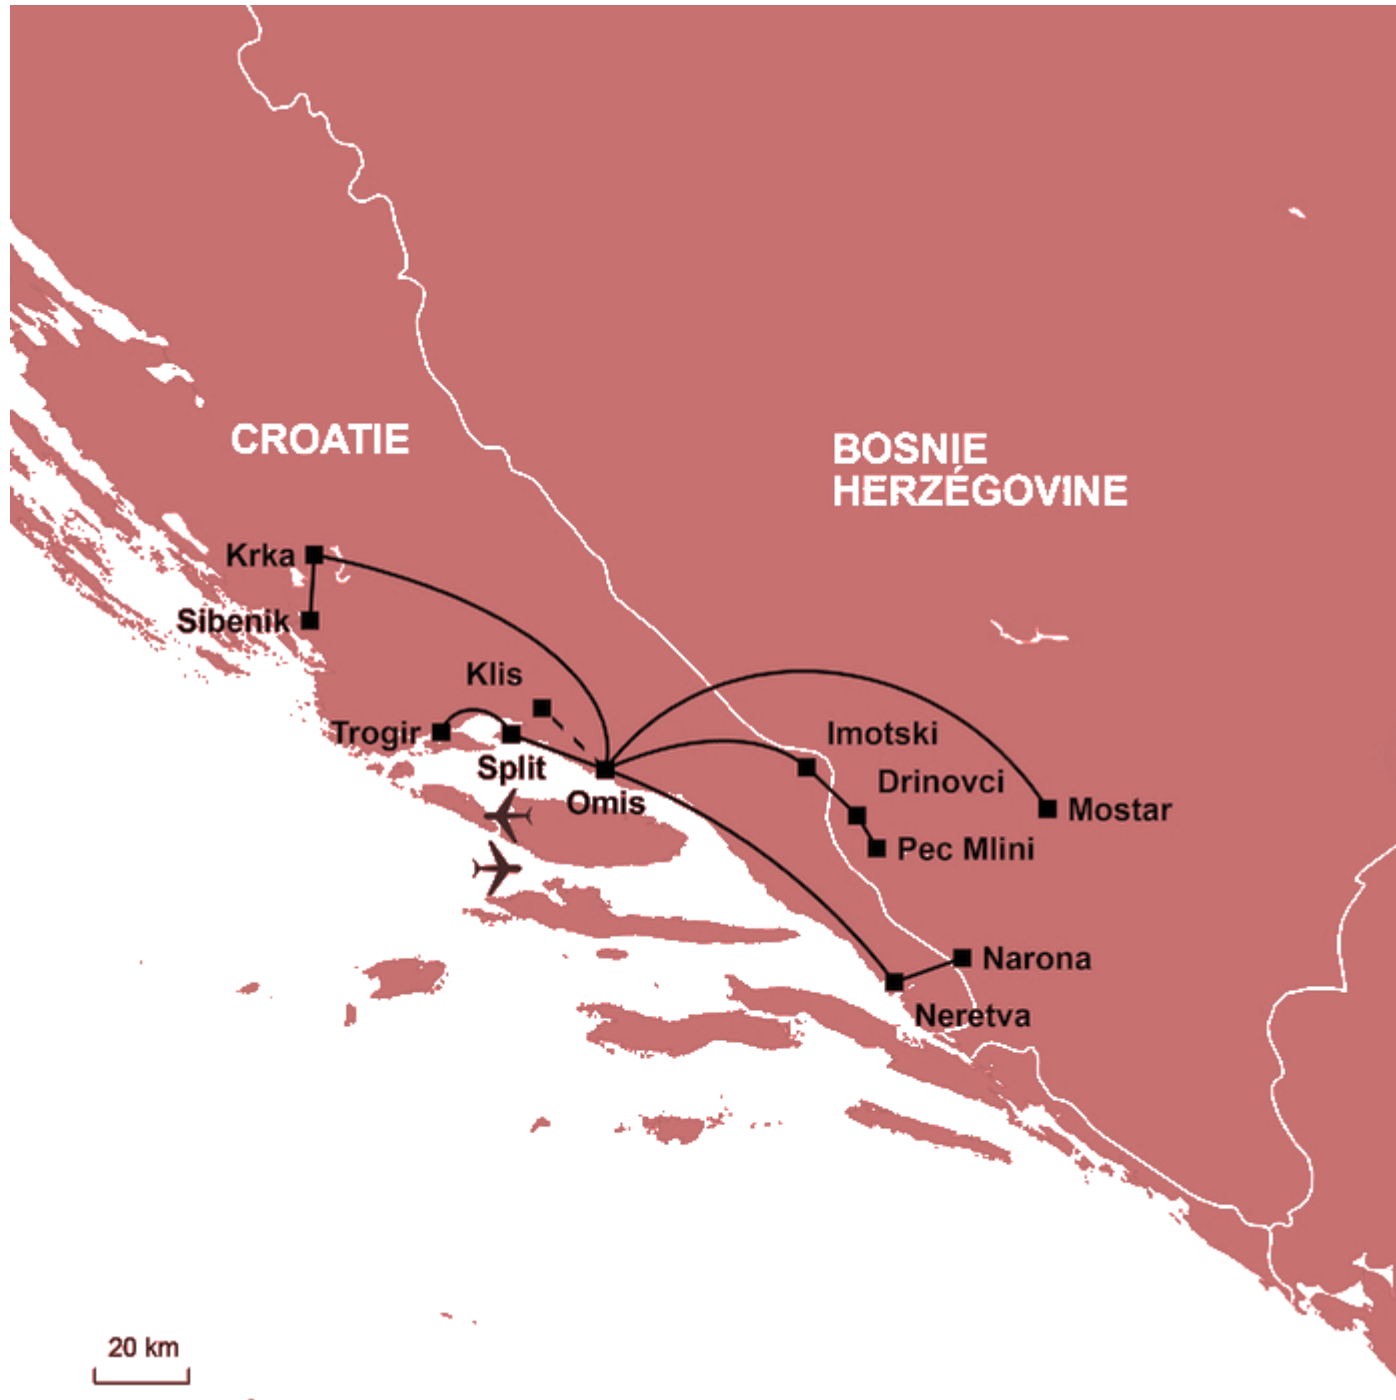 CROATIE
BOSNIE
HERZÉGOVINE
Krka
Sibenik
Klis
Trogir
Split
Omis
Imotski
Drinovci
Mostar
Pec Mlini
Narona
Neretva
20 km